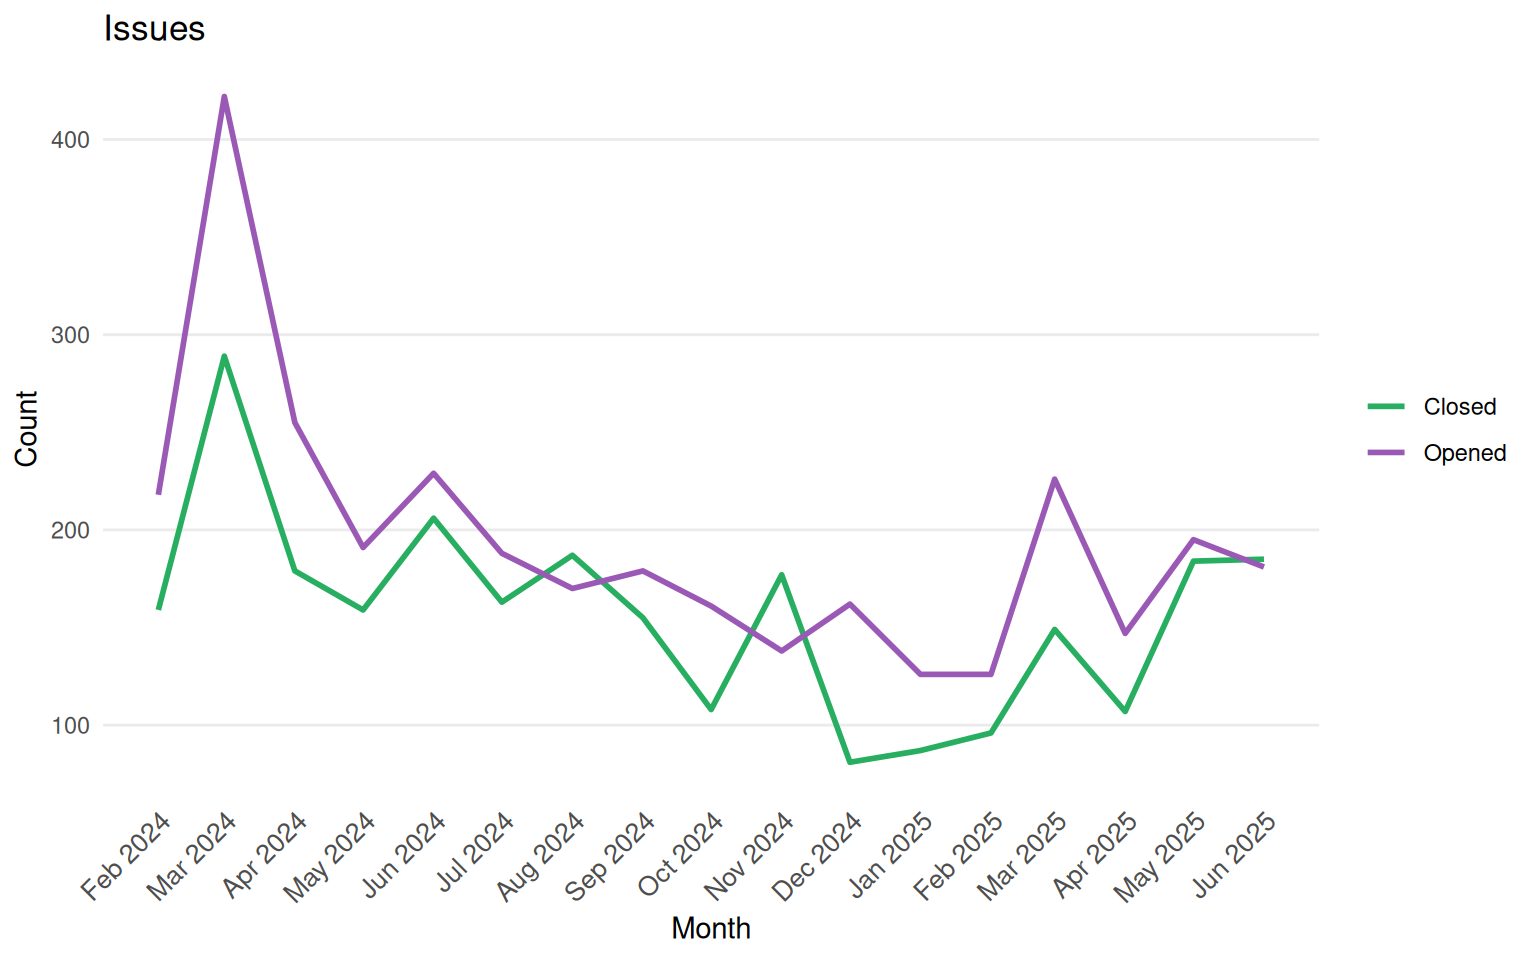 Issues
400
300
200
100
Count
Feb 2024
Mar 2024
Apr 2024
May 2024
Jun 2024
Jul 2024
Aug 2024
Sep 2024
Oct 2024
Nov 2024
Dec 2024
Jan 2025
Feb 2025
Mar 2025
Apr 2025
May 2025
Jun 2025
Month
Closed
Opened